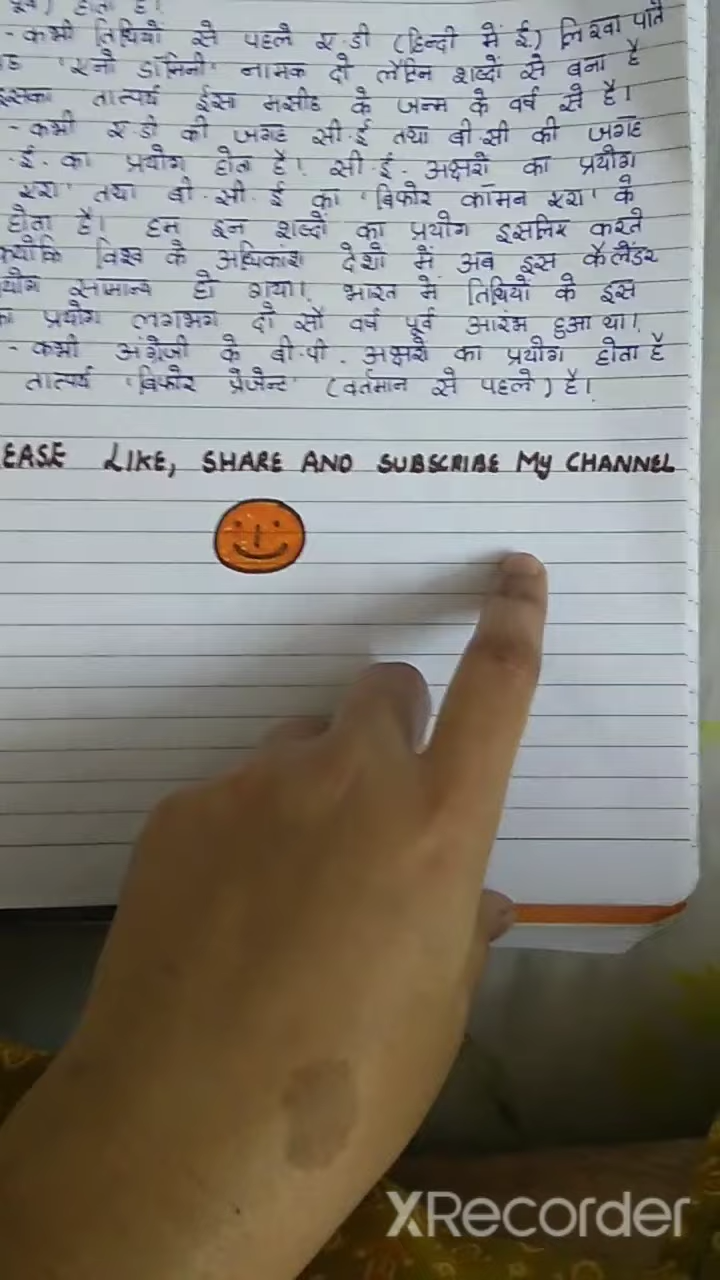 होता है।
- कभी तिथियों से पहले ए.डी (हिन्दी में ई) लिखा पाते
'एनो डॉमिनी' नामक दो लैटिन शब्दों से बना है
इसका तात्पर्य ईसा मसीह के जन्म के वर्ष से है।
- कभी ए.डी की जगह सी.ई तथा बी.सी की जगह
.ई. का प्रयोग होता है। सी.ई. अक्षरों का प्रयोग
एरा' तथा बी.सी.ई का 'बिफोर कॉमन एरा' के
होता है। हम इन शब्दों का प्रयोग इसलिए करते
क्योंकि विश्व के अधिकांश देशो में अब इस कैलेंडर
सामान्य हो गया। भारत में तिथियों के इस
प्रयोग लगभग दो सौ वर्ष पूर्व आरंभ हुआ था।
- कभी अंग्रेजी के बी.पी. अक्षरो का प्रयोग होता है
तात्पर्य 'बिफोर प्रेजेन्ट' (वर्तमान से पहले) है।
EASE LIKE, SHARE AND SUBSCRIBE My CHANNEL
XRecorder